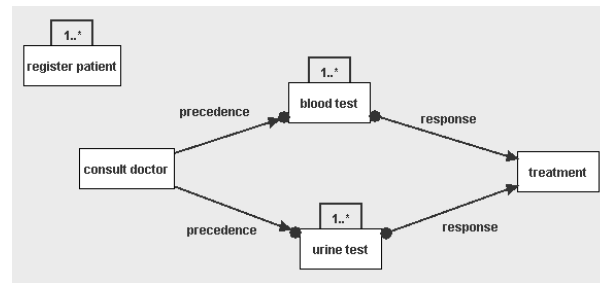 1..*
register patient
1..*
blood test
precedence
response
consult doctor
treatment
1..*
precedence
response
urine test